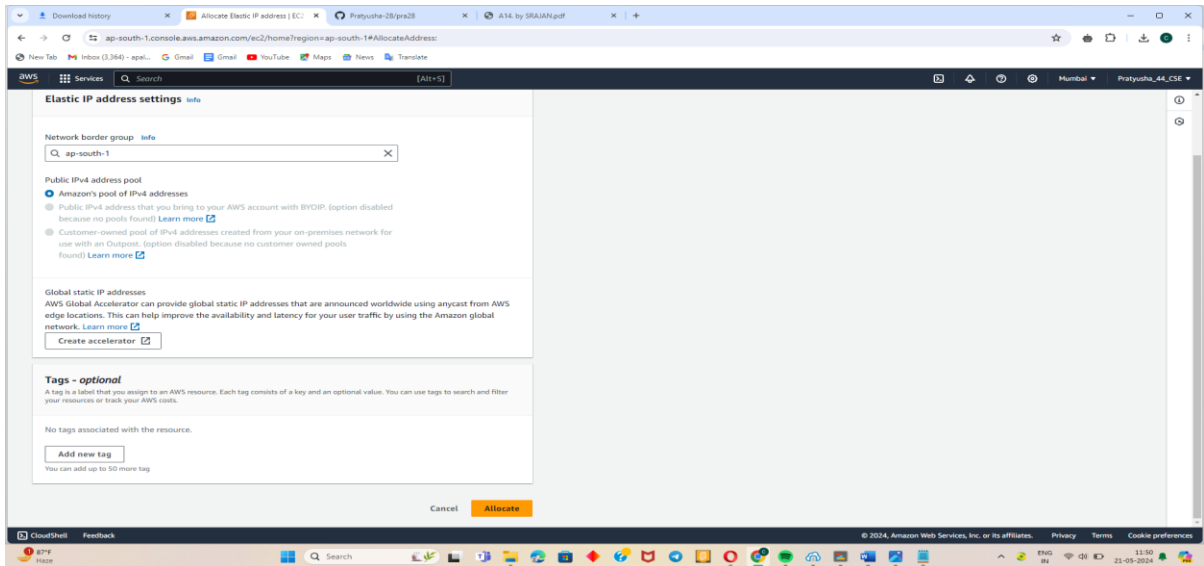 Download history
Allocate Elastic IP address | EC2
Pratyusha-28/pra28
A14. by SRAJAN.pdf
ap-south-1.console.aws.amazon.com/ec2/home?region=ap-south-1#AllocateAddress:
New Tab Inbox (3,364) - apal... Gmail Gmail YouTube Maps News Translate
aws Services Search [Alt+S] Mumbai Pratyusha_44_CSE
Elastic IP address settings Info
Network border group Info
ap-south-1
Public IPv4 address pool
Amazon's pool of IPv4 addresses
Public IPv4 address that you bring to your AWS account with BYOIP. (option disabled
because no pools found) Learn more
Customer-owned pool of IPv4 addresses created from your on-premises network for
use with an Outpost. (option disabled because no customer owned pools
found) Learn more
Global static IP addresses
AWS Global Accelerator can provide global static IP addresses that are announced worldwide using anycast from AWS
edge locations. This can help improve the availability and latency for your user traffic by using the Amazon global
network. Learn more
Create accelerator
Tags - optional
A tag is a label that you assign to an AWS resource. Each tag consists of a key and an optional value. You can use tags to search and filter
your resources or track your AWS costs.
No tags associated with the resource.
Add new tag
You can add up to 50 more tag
Cancel Allocate
CloudShell Feedback © 2024, Amazon Web Services, Inc. or its affiliates. Privacy Terms Cookie preferences
87°F
Haze
Search
ENG
IN
11:50
21-05-2024